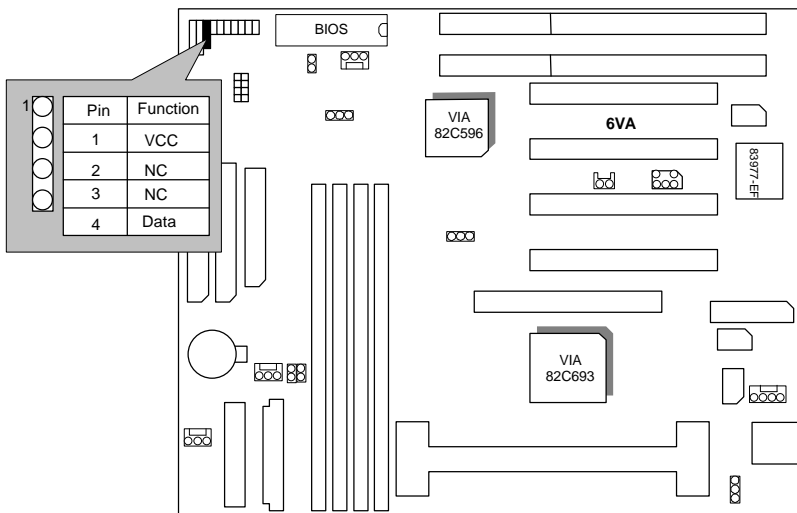 BIOS
1
Pin Function
1 VCC
2 NC
3 NC
4 Data
VIA
82C596
6VA
83977-EF
VIA
82C693